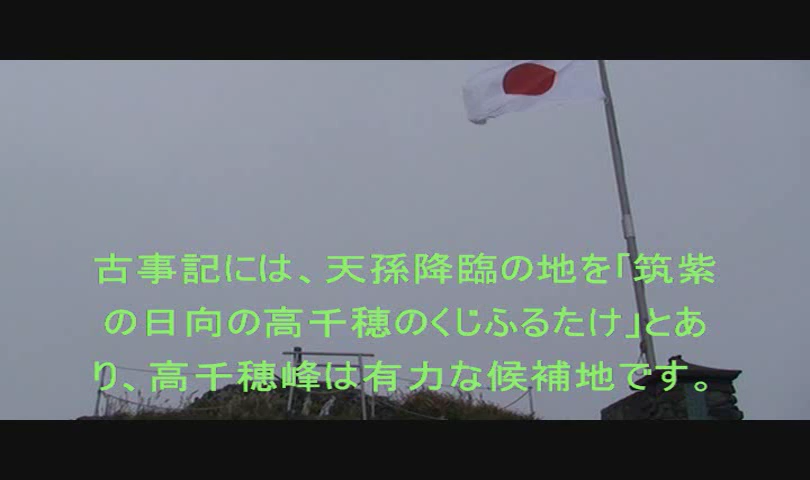 古事記には、天孫降臨の地を「筑紫
の日向の高千穂のくじふるたけ」とあ
り、高千穂峰は有力な候補地です。